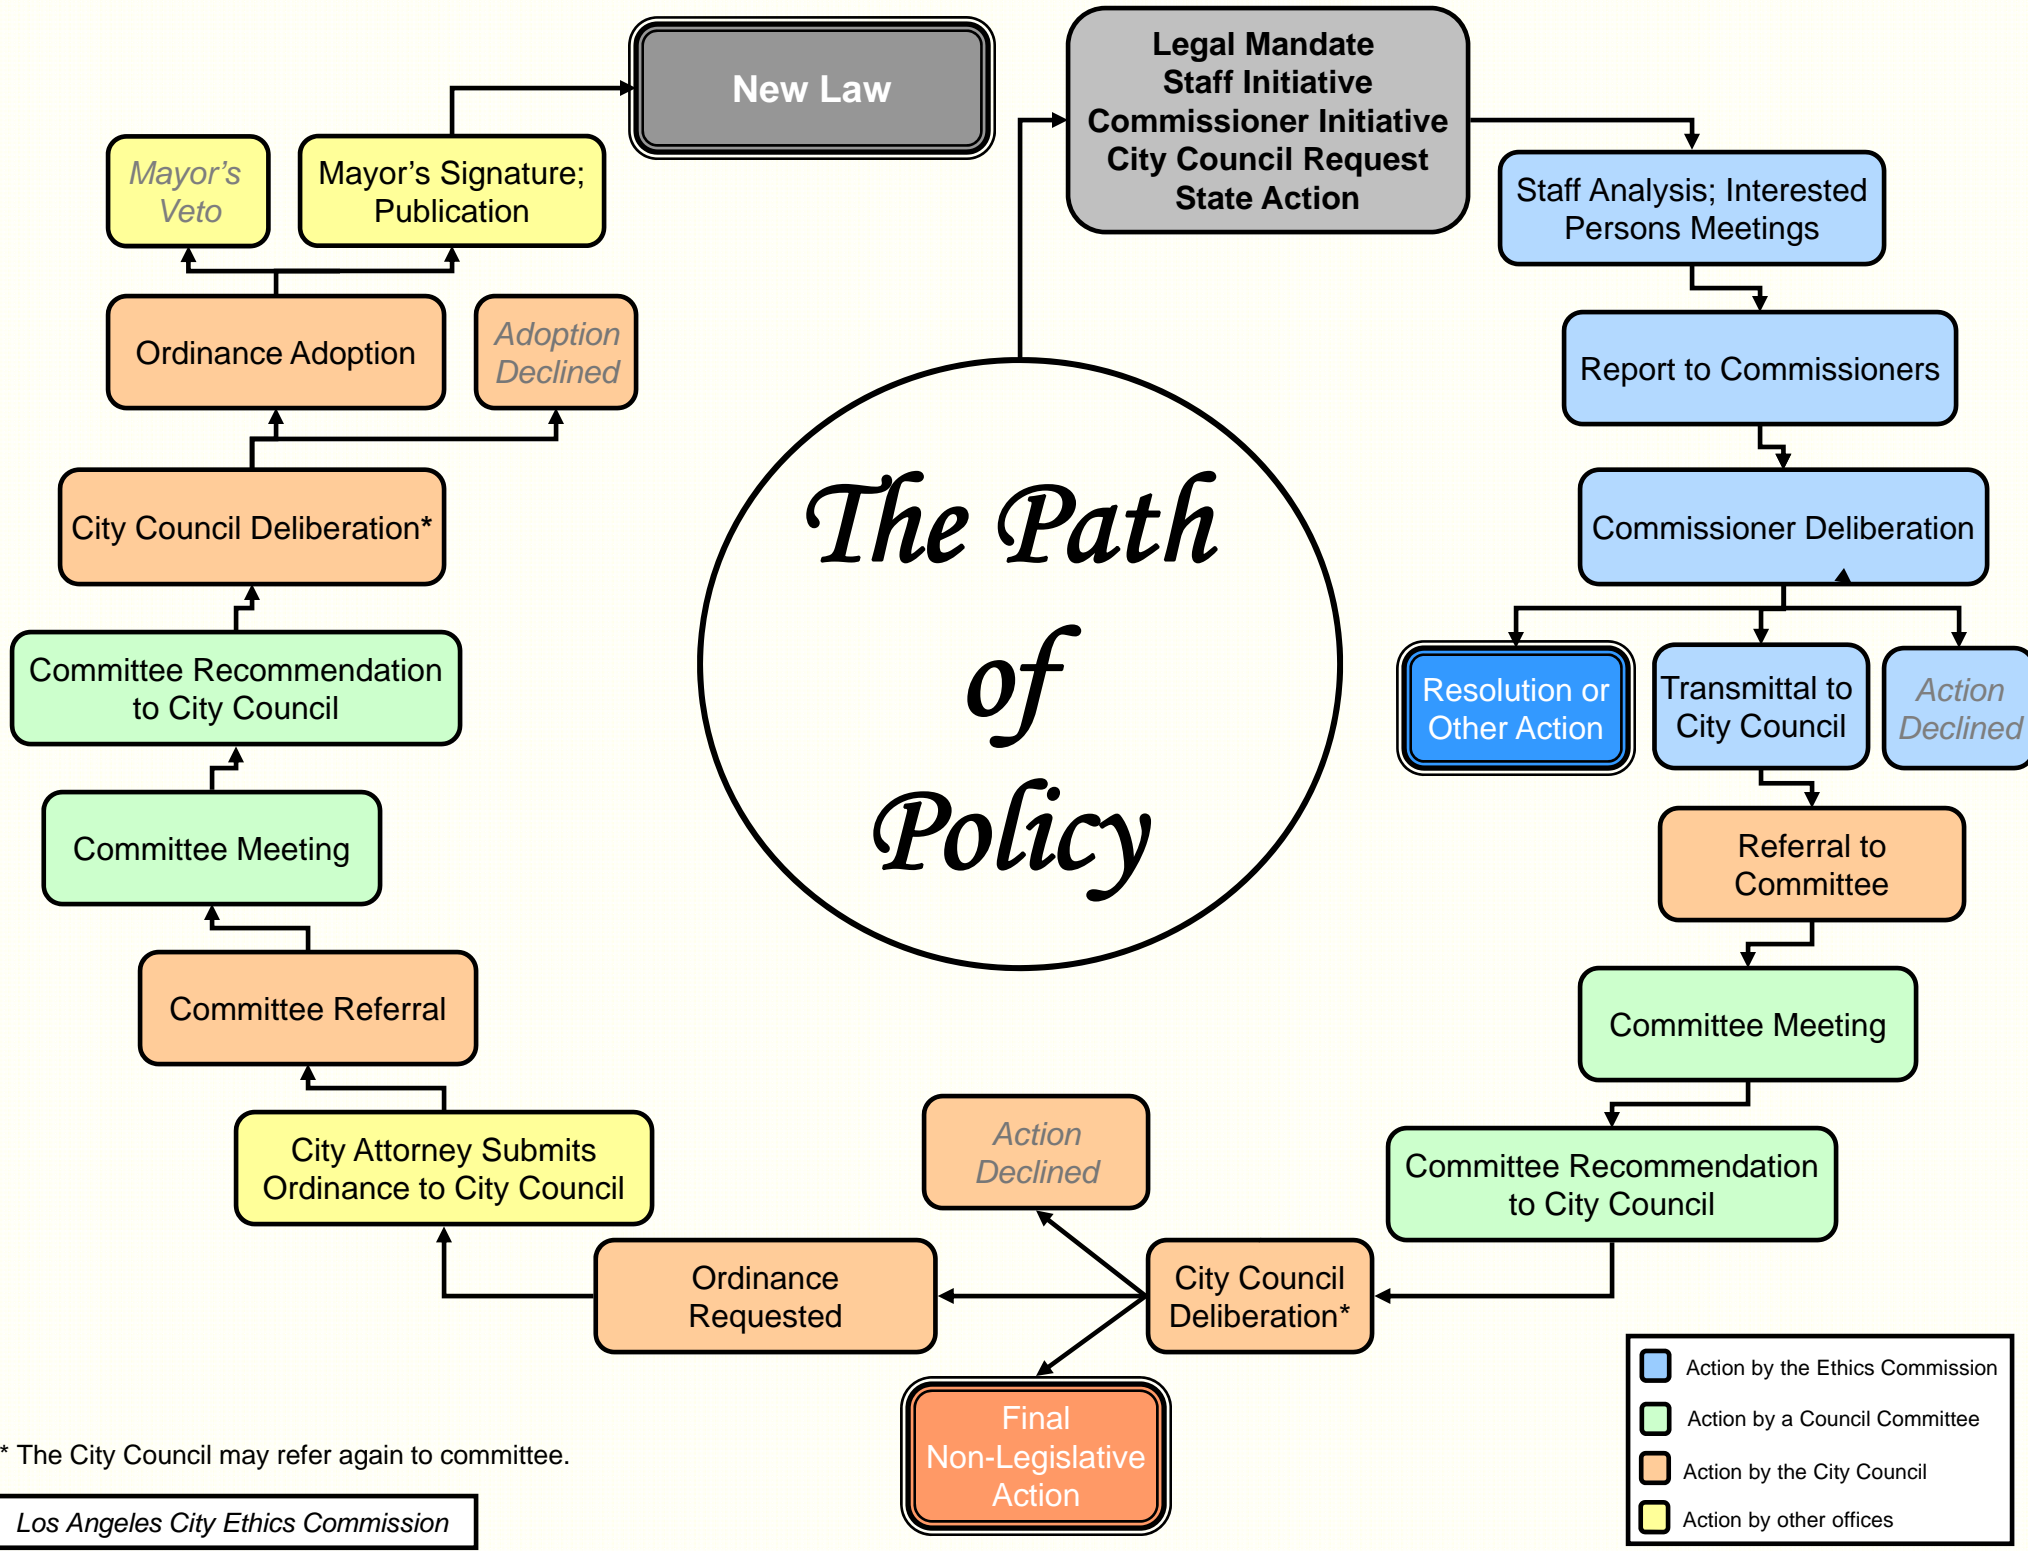 New Law
Legal Mandate
Staff Initiative
Commissioner Initiative
City Council Request
State Action
Staff Analysis; Interested
Persons Meetings
Report to Commissioners
Commissioner Deliberation
Resolution or
Other Action
Transmittal to
City Council
Action
Declined
Referral to
Committee
Committee Meeting
Committee Recommendation
to City Council
City Council
Deliberation*
Action
Declined
Final
Non-Legislative
Action
Ordinance
Requested
City Attorney Submits
Ordinance to City Council
Committee Referral
Committee Meeting
Committee Recommendation
to City Council
City Council Deliberation*
Ordinance Adoption
Adoption
Declined
Mayor’s
Veto
Mayor’s Signature;
Publication
The Path
of
Policy
* The City Council may refer again to committee.
Los Angeles City Ethics Commission
Action by the Ethics Commission
Action by a Council Committee
Action by the City Council
Action by other offices